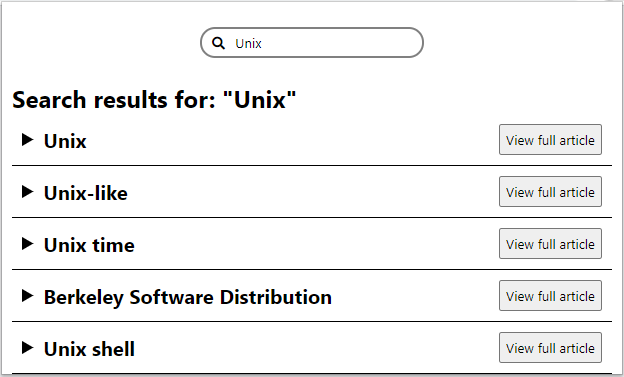 Unix
Search results for: "Unix"
Unix View full article
Unix-like View full article
Unix time View full article
Berkeley Software Distribution View full article
Unix shell View full article